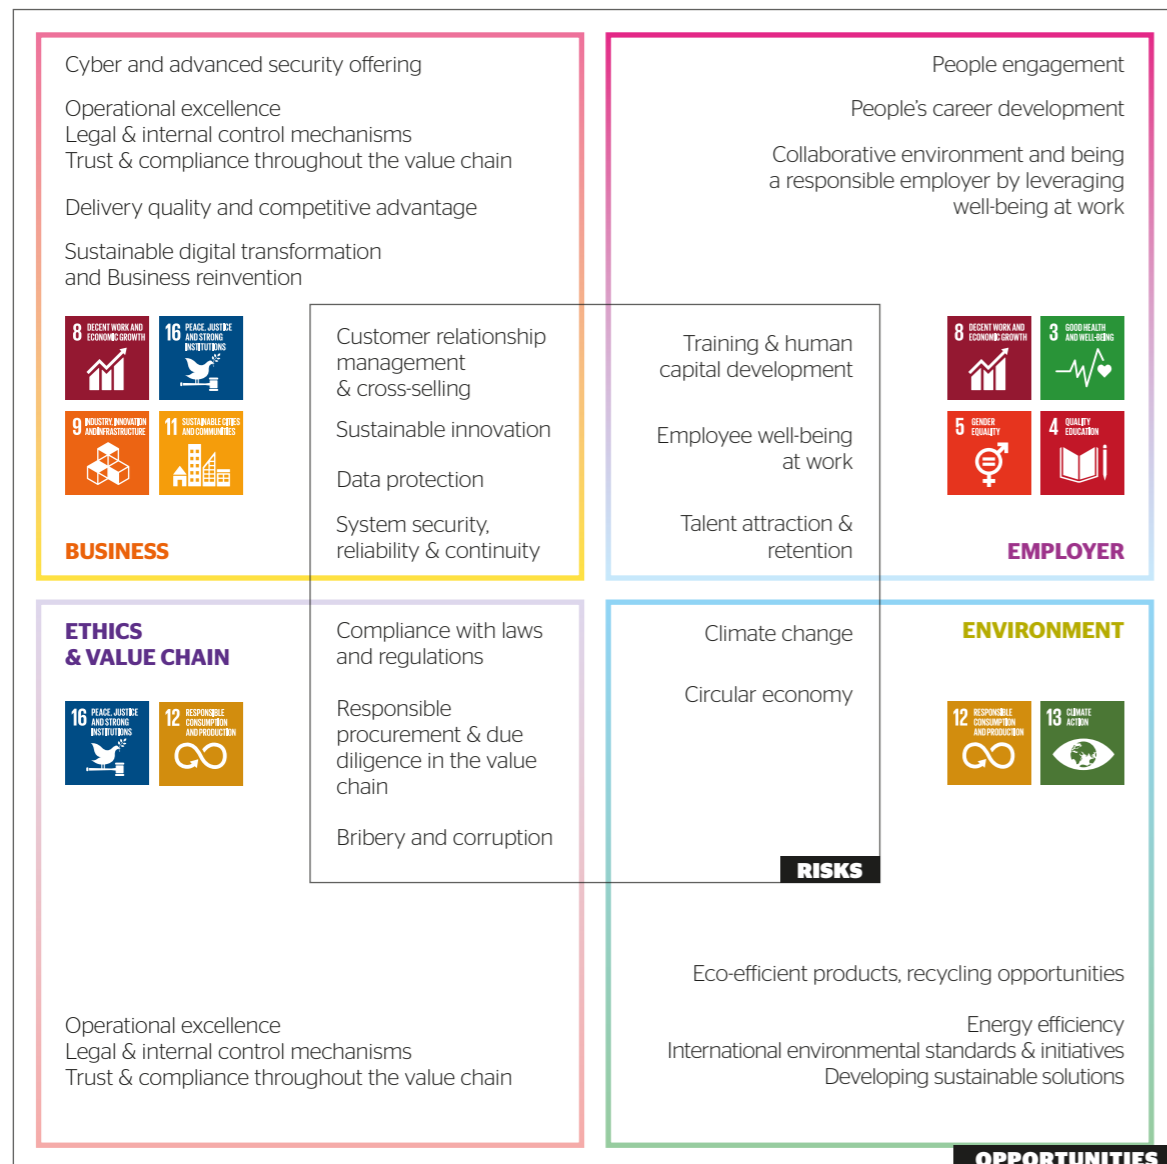 Cyber and advanced security offering
Operational excellence
Legal & internal control mechanisms
Trust & compliance throughout the value chain
Delivery quality and competitive advantage
Sustainable digital transformation
and Business reinvention
8 DECENT WORK AND
ECONOMIC GROWTH
16 PEACE, JUSTICE
AND STRONG
INSTITUTIONS
9 INDUSTRY, INNOVATION
AND INFRASTRUCTURE
11 SUSTAINABLE CITIES
AND COMMUNITIES
BUSINESS
Customer relationship
management
& cross-selling
Sustainable innovation
Data protection
System security,
reliability & continuity
People engagement
People’s career development
Collaborative environment and being
a responsible employer by leveraging
well-being at work
Training & human
capital development
Employee well-being
at work
Talent attraction &
retention
8 DECENT WORK AND
ECONOMIC GROWTH
3 GOOD HEALTH
AND WELL-BEING
5 GENDER
EQUALITY
4 QUALITY
EDUCATION
EMPLOYER
ETHICS
& VALUE CHAIN
16 PEACE, JUSTICE
AND STRONG
INSTITUTIONS
12 RESPONSIBLE
CONSUMPTION
AND PRODUCTION
Compliance with laws
and regulations
Responsible
procurement & due
diligence in the value
chain
Bribery and corruption
Operational excellence
Legal & internal control mechanisms
Trust & compliance throughout the value chain
Climate change
Circular economy
ENVIRONMENT
12 RESPONSIBLE
CONSUMPTION
AND PRODUCTION
13 CLIMATE
ACTION
RISKS
Eco-efficient products, recycling opportunities
Energy efficiency
International environmental standards & initiatives
Developing sustainable solutions
OPPORTUNITIES